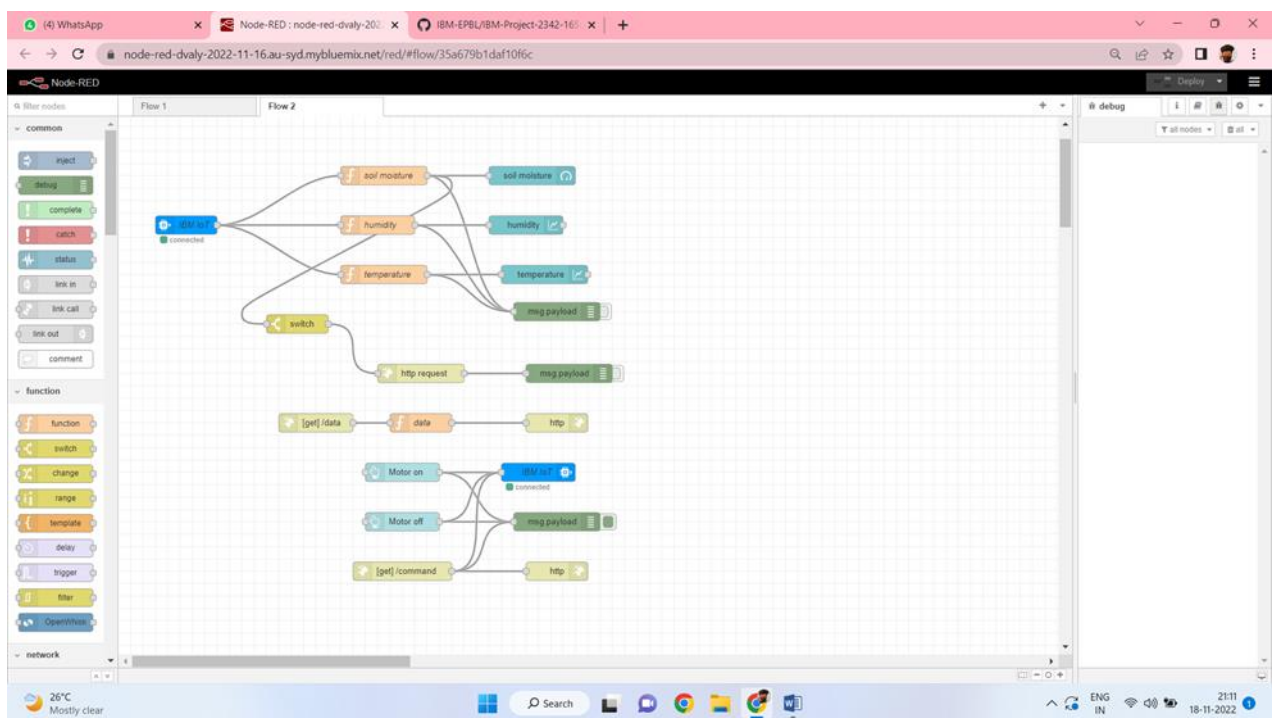 (4) WhatsApp
Node-RED : node-red-dvaly-202
IBM-EPBL/IBM-Project-2342-165
node-red-dvaly-2022-11-16.au-syd.mybluemix.net/red/#flow/35a679b1daf10f6c
Node-RED
Deploy
filter nodes
Flow 1
Flow 2
debug
all nodes
all
common
inject
debug
complete
catch
status
link in
link call
link out
comment
function
function
switch
change
range
template
delay
trigger
filter
OpenWhisk
network
soil moisture
soil moisture
IBM IoT
connected
humidity
humidity
temperature
temperature
msg.payload
switch
http request
msg.payload
[get] /data
data
http
Motor on
IBM IoT
connected
Motor off
msg.payload
[get] /command
http
26°C
Mostly clear
Search
ENG
IN
21:11
18-11-2022
1